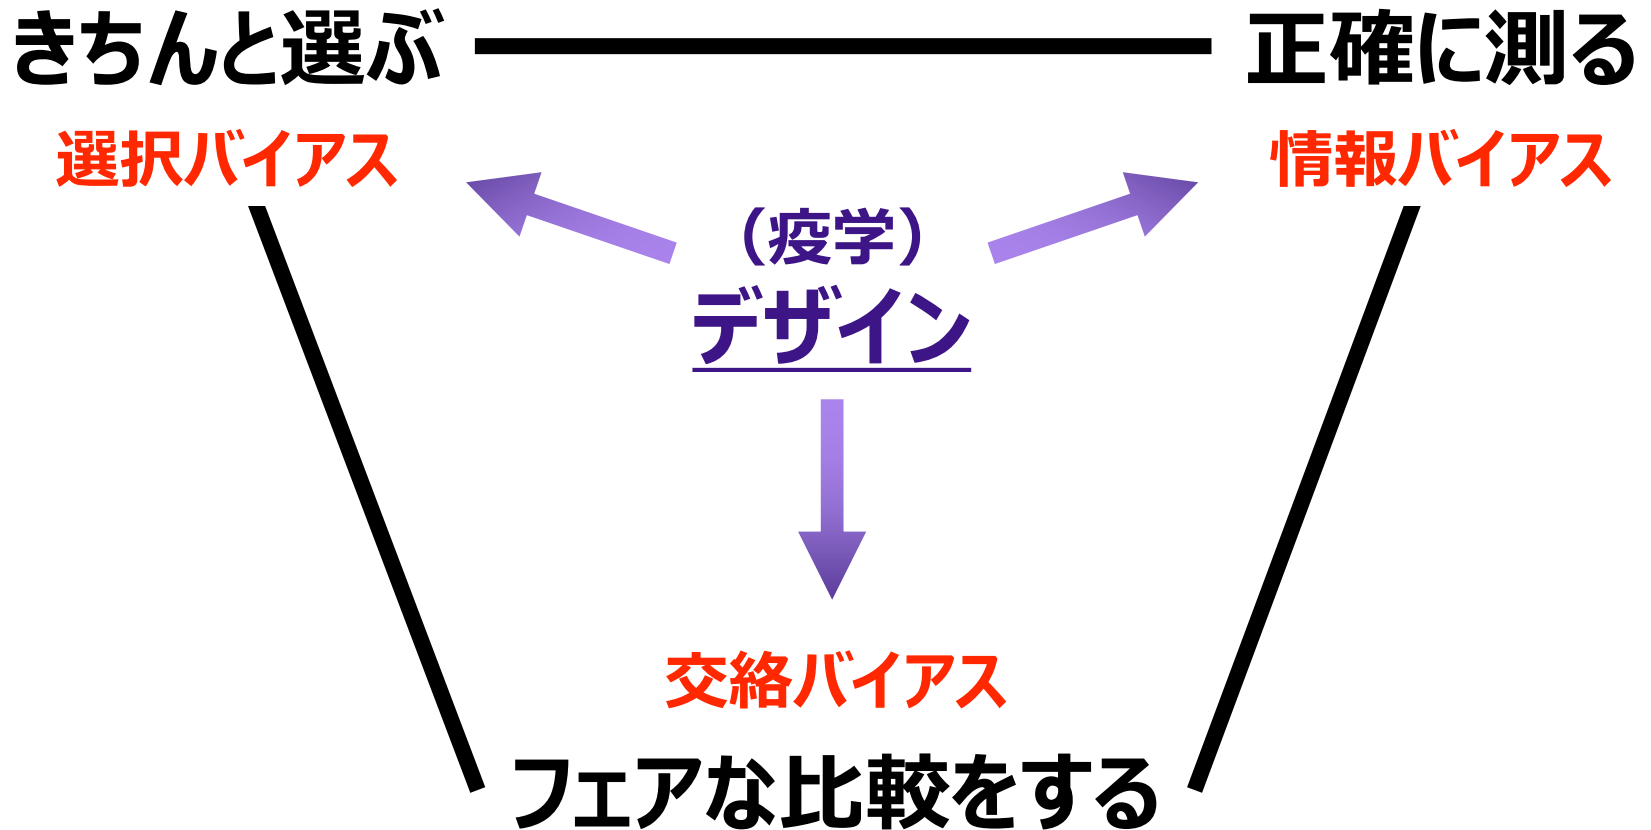 きちんと選ぶ
正確に測る
選択バイアス
情報バイアス
（疫学）
デザイン
交絡バイアス
フェアな比較をする